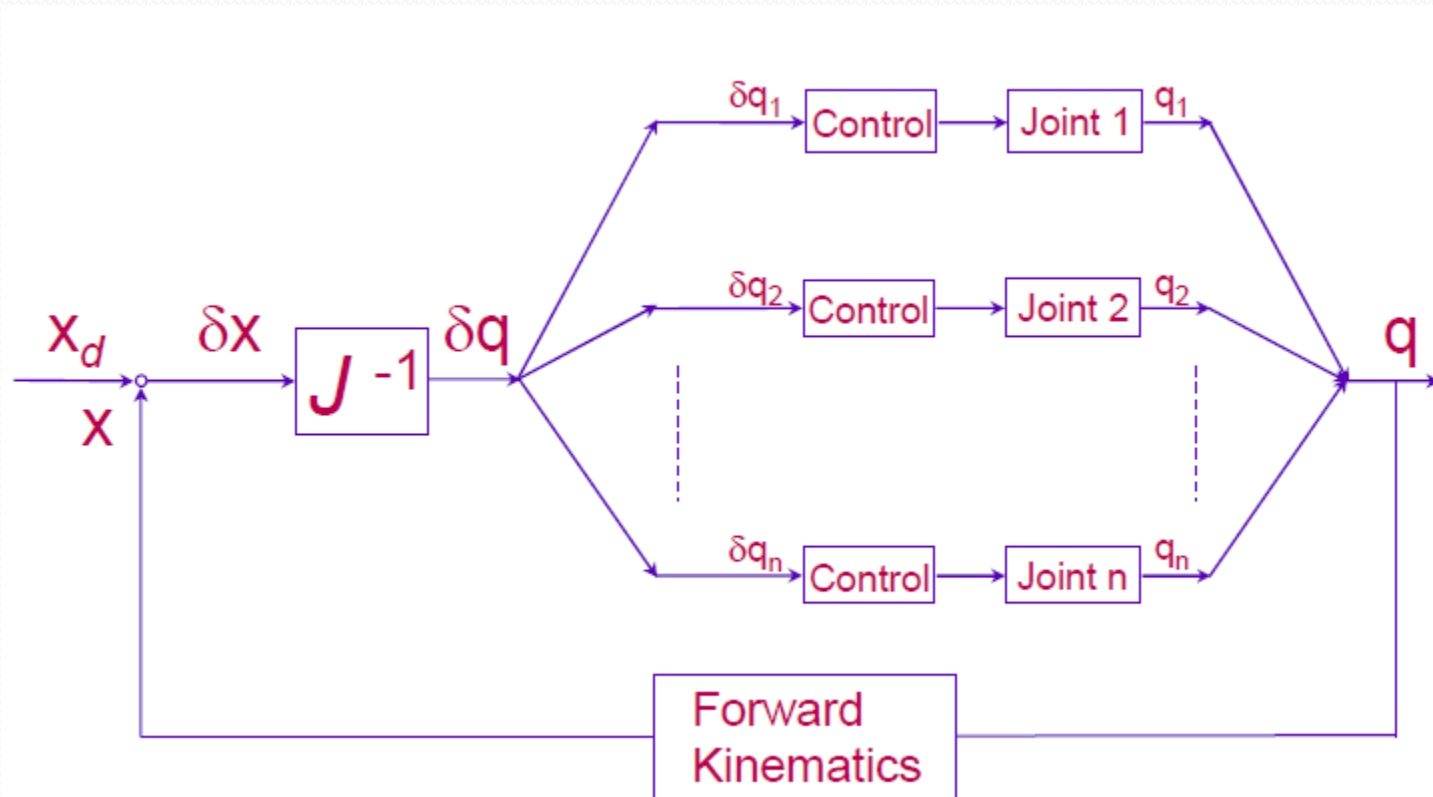 δq₁
Control
Joint 1
q₁
δq₂
Control
Joint 2
q₂
x_d
δx
J⁻¹
δq
q
x
δqₙ
Control
Joint n
qₙ
Forward
Kinematics